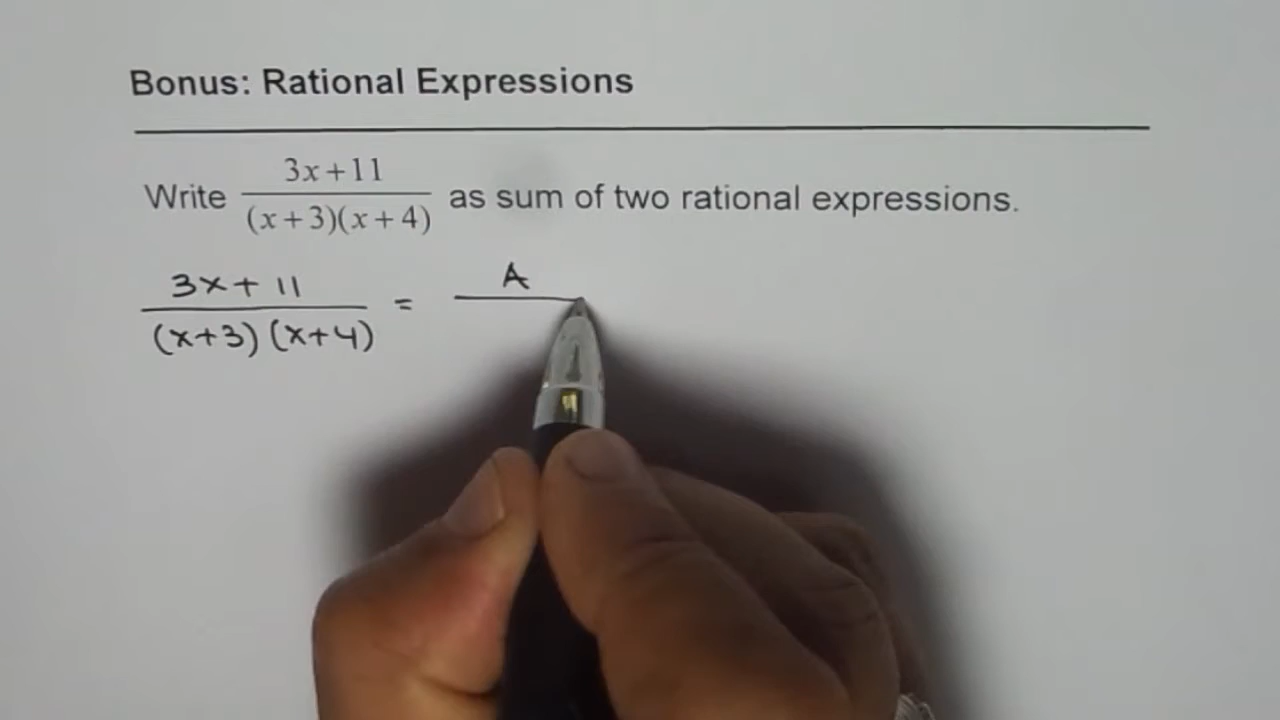 Bonus: Rational Expressions
Write 3x+11 / (x+3)(x+4) as sum of two rational expressions.
3x+11 / (x+3)(x+4) = A